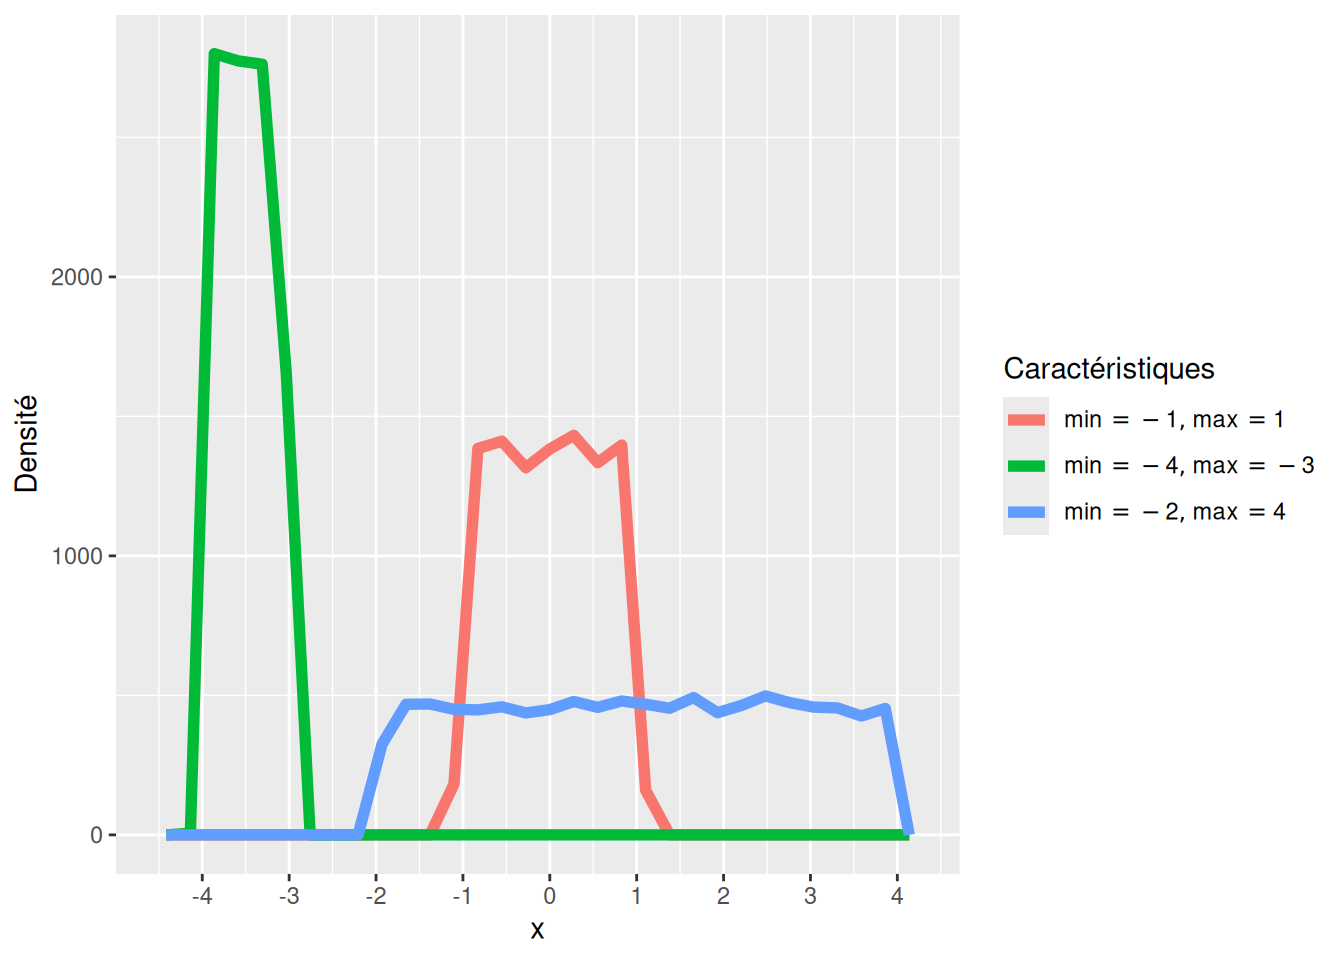 Densité
2000
1000
0
-4 -3 -2 -1 0 1 2 3 4
x
Caractéristiques
min = − 1, max = 1
min = − 4, max = − 3
min = − 2, max = 4